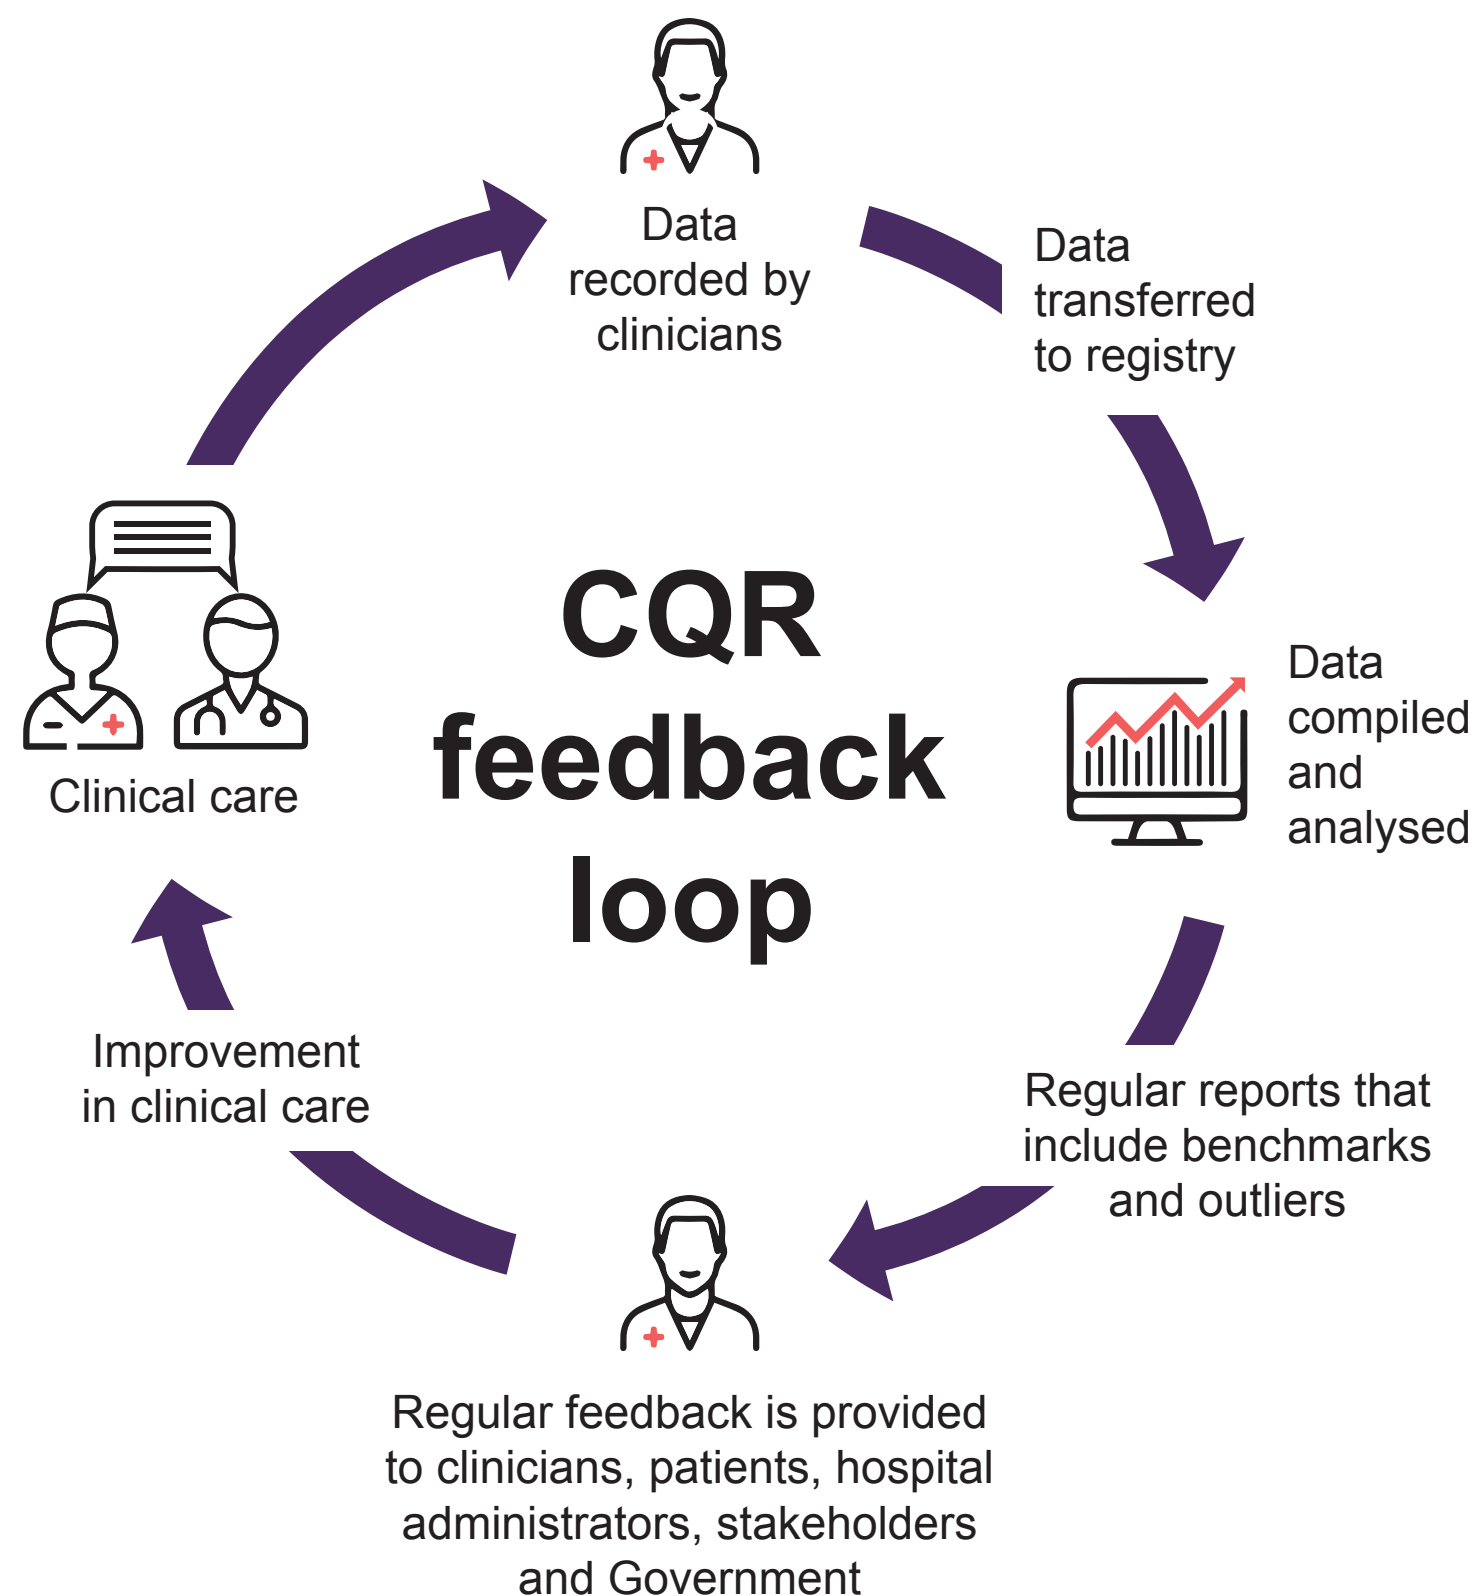 Data
recorded by
clinicians
Data
transferred
to registry
CQR
feedback
loop
Data
compiled
and
analysed
Regular reports that
include benchmarks
and outliers
Regular feedback is provided
to clinicians, patients, hospital
administrators, stakeholders
and Government
Improvement
in clinical care
Clinical care